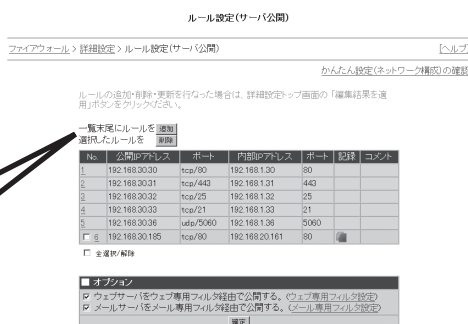 ルール設定(サーバ公開)
ファイアウォール > 詳細設定 > ルール設定(サーバ公開) [ヘルプ]
かんたん設定(ネットワーク構成)の確認
ルールの追加・削除・更新を行なった場合は、詳細設定トップ画面の「編集結果を適
用」ボタンをクリックください。
一覧末尾にルールを 追加
選択したルールを 削除
No. 公開IPアドレス ポート 内部IPアドレス ポート 記録 コメント
1 192.168.30.30 tcp/80 192.168.1.30 80
2 192.168.30.31 tcp/443 192.168.1.31 443
3 192.168.30.32 tcp/25 192.168.1.32 25
4 192.168.30.33 tcp/21 192.168.1.33 21
5 192.168.30.36 udp/5060 192.168.1.36 5060
6 192.168.30.185 tcp/80 192.168.20.161 80
全選択/解除
■ オプション
ウェブサーバをウェブ専用フィルタ経由で公開する。(ウェブ専用フィルタ設定)
メールサーバをメール専用フィルタ経由で公開する。(メール専用フィルタ設定)
確定